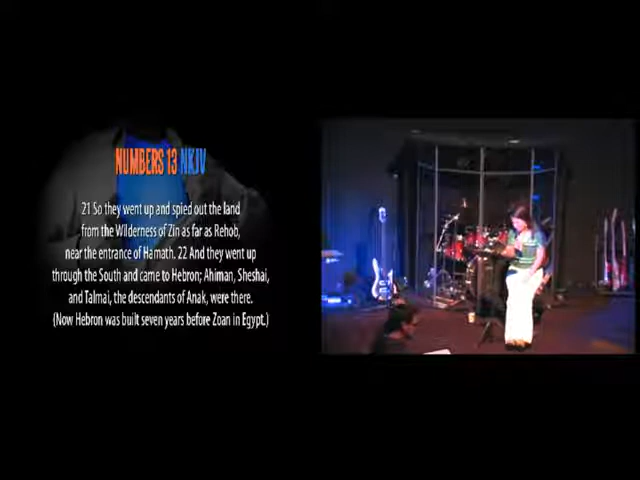 NUMBERS 13 NKJV
21 So they went up and spied out the land
from the Wilderness of Zin as far as Rehob,
near the entrance of Hamath. 22 And they went up
through the South and came to Hebron; Ahiman, Sheshai,
and Talmai, the descendants of Anak, were there.
(Now Hebron was built seven years before Zoan in Egypt.)